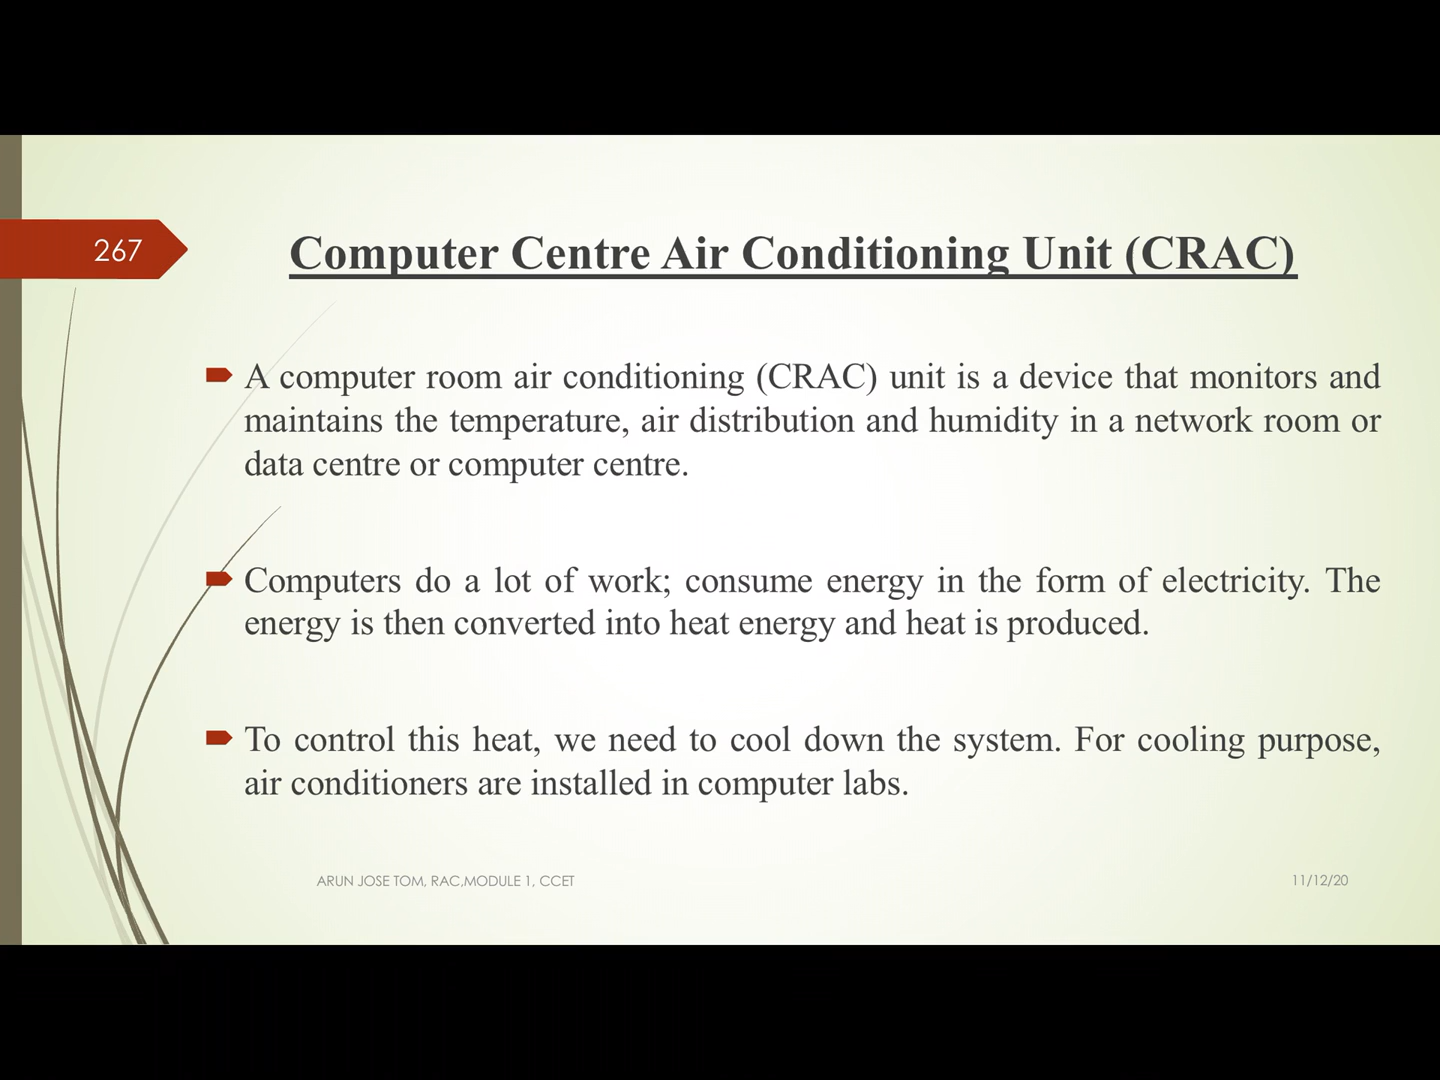 267
Computer Centre Air Conditioning Unit (CRAC)
A computer room air conditioning (CRAC) unit is a device that monitors and
maintains the temperature, air distribution and humidity in a network room or
data centre or computer centre.
Computers do a lot of work; consume energy in the form of electricity. The
energy is then converted into heat energy and heat is produced.
To control this heat, we need to cool down the system. For cooling purpose,
air conditioners are installed in computer labs.
ARUN JOSE TOM, RAC,MODULE 1, CCET
11/12/20